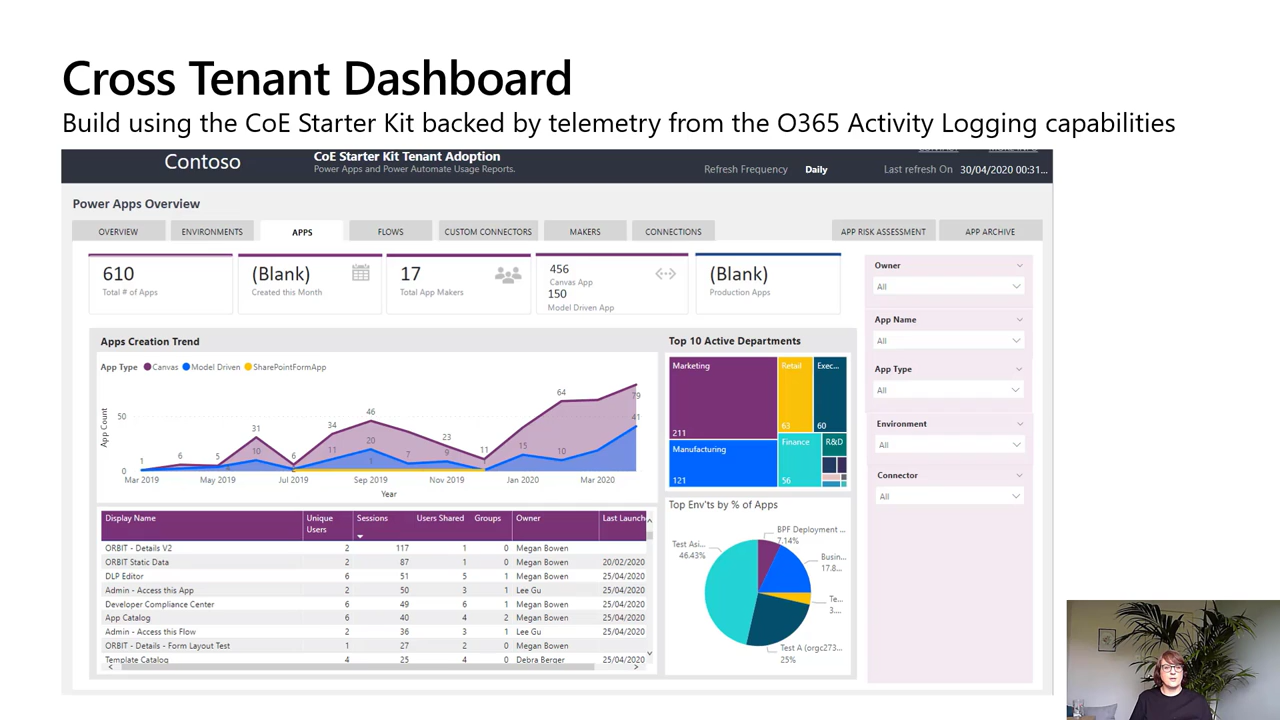 Cross Tenant Dashboard
Build using the CoE Starter Kit backed by telemetry from the O365 Activity Logging capabilities
Contoso
CoE Starter Kit Tenant Adoption
Power Apps and Power Automate Usage Reports.
Refresh Frequency Daily
Last refresh On 30/04/2020 00:31...
Power Apps Overview
OVERVIEW ENVIRONMENTS APPS FLOWS CUSTOM CONNECTORS MAKERS CONNECTIONS APP RISK ASSESSMENT APP ARCHIVE
610
Total # of Apps
(Blank)
Created this Month
17
Total App Makers
456
Canvas App
150
Model Driven App
(Blank)
Production Apps
Owner
All
App Name
All
App Type
All
Environment
All
Connector
All
Apps Creation Trend
App Type Canvas Model Driven SharePointFormApp
App Count
50
0
1 6 5 31 10 6 34 11 46 20 1 7 23 9 11 15 64 10 79 41
Mar 2019 May 2019 Jul 2019 Sep 2019 Nov 2019 Jan 2020 Mar 2020
Year
Top 10 Active Departments
Marketing
211
Manufacturing
121
Retail
63
Exec...
60
Finance
56
R&D
Display Name Unique Users Sessions Users Shared Groups Owner Last Launch
ORBIT - Details V2 2 117 1 0 Megan Bowen
ORBIT Static Data 2 87 1 0 Megan Bowen 20/02/2020
DLP Editor 6 51 5 1 Megan Bowen 25/04/2020
Admin - Access this App 2 50 3 1 Lee Gu 25/04/2020
Developer Compliance Center 6 49 6 1 Megan Bowen 25/04/2020
App Catalog 6 40 4 2 Megan Bowen 25/04/2020
Admin - Access this Flow 2 36 3 1 Lee Gu 25/04/2020
ORBIT - Details - Form Layout Test 1 27 2 0 Megan Bowen
Template Catalog 4 25 4 0 Debra Berger 25/04/2020
Top Env'ts by % of Apps
BPF Deployment ...
7.14%
Busin...
17.8...
Te...
3....
Test A (orgc273...
25%
Test Asi...
46.43%